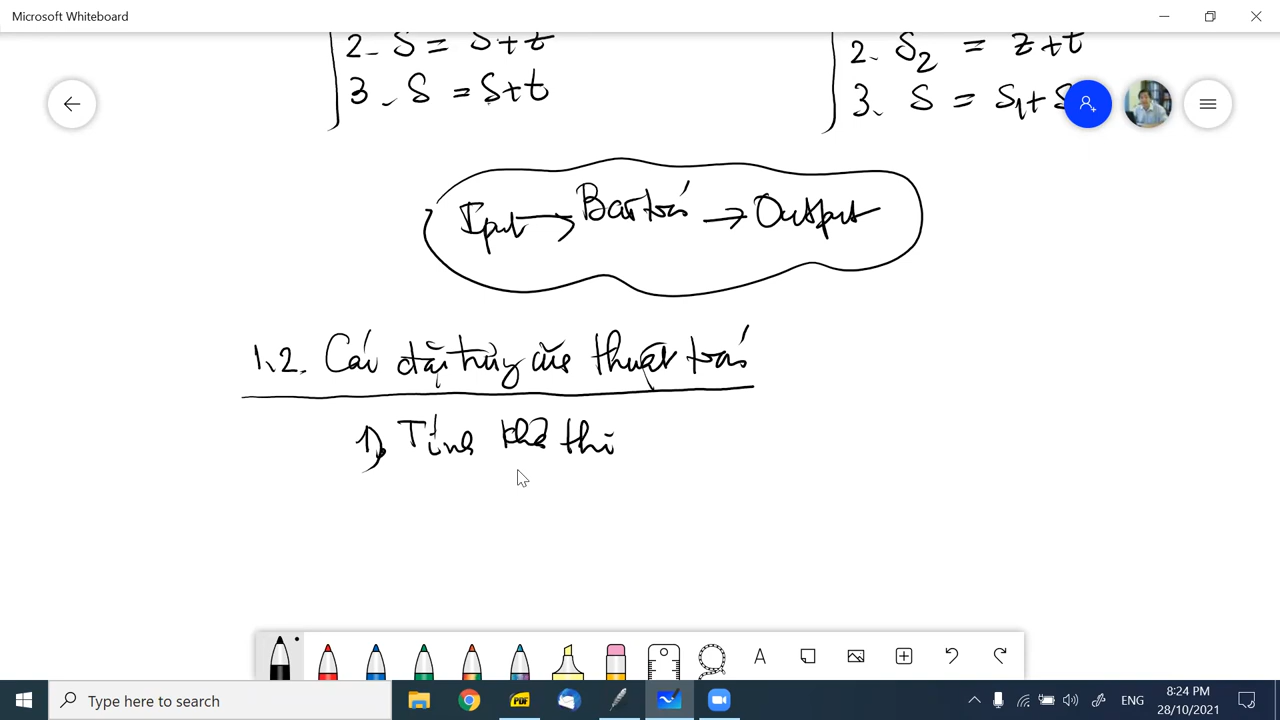 Microsoft Whiteboard
2- S = S+z
3- S = S+t
2- S2 = z+t
3- S = S1+S
Input → Bài toán → Output
1.2. Các đặc trưng của thuật toán
1, Tính khả thi
Type here to search
ENG
8:24 PM
28/10/2021